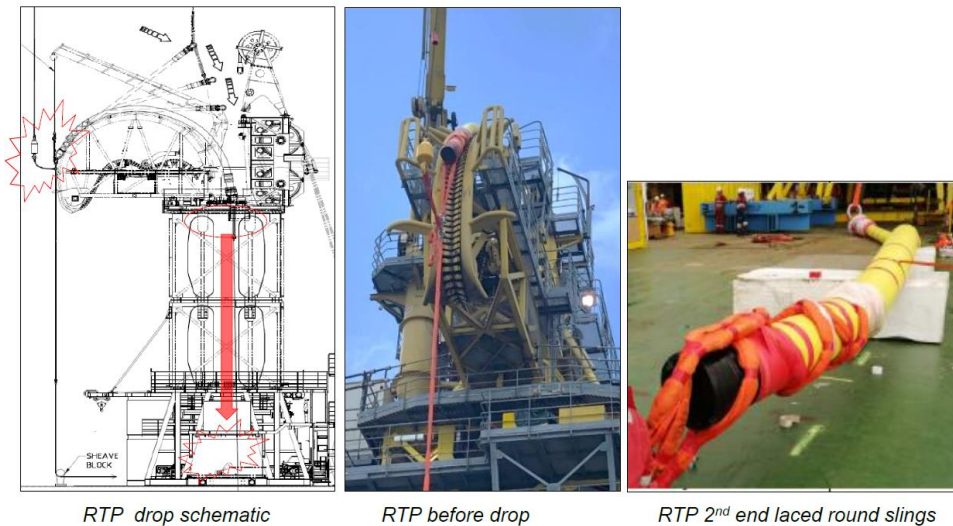 SHEAVE
BLOCK
RTP drop schematic
RTP before drop
RTP 2nd end laced round slings